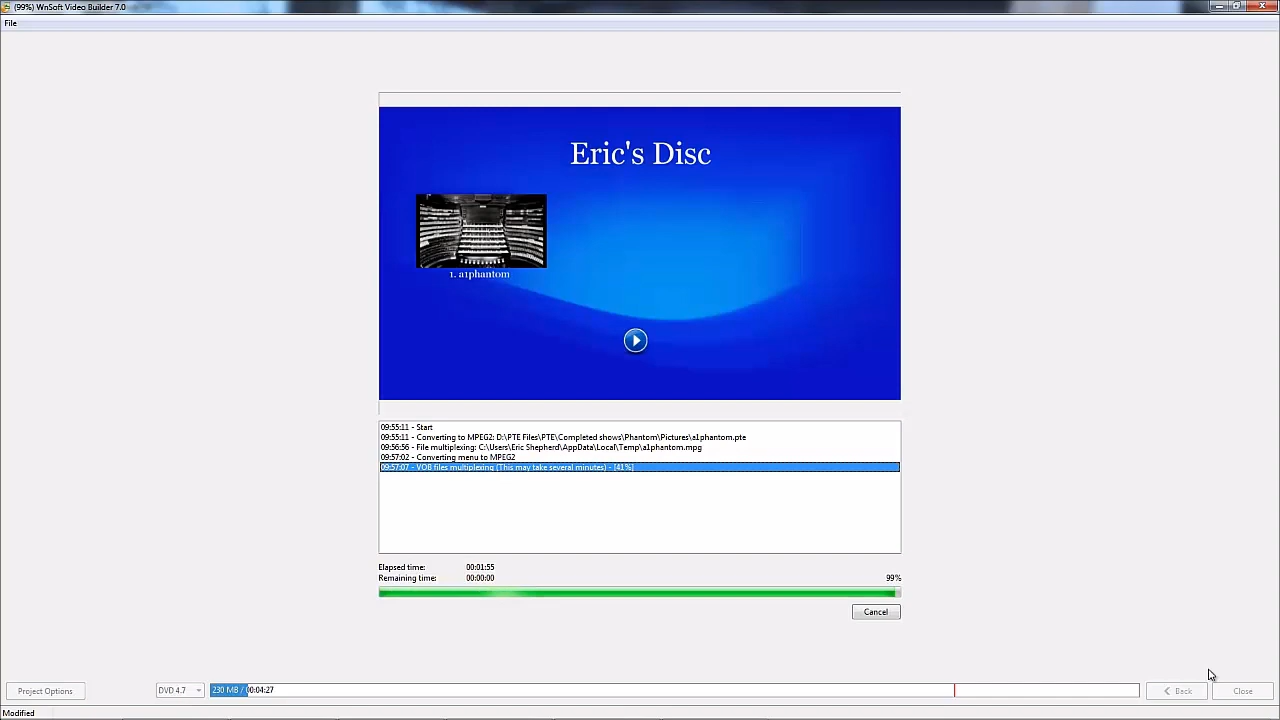 (99%) WnSoft Video Builder 7.0
File
Eric's Disc
1. a1phantom
09:55:11 - Start
09:55:11 - Converting to MPEG2: D:\PTE Files\PTE\Completed shows\Phantom\Pictures\a1phantom.pte
09:56:56 - File multiplexing: C:\Users\Eric Shepherd\AppData\Local\Temp\a1phantom.mpg
09:57:02 - Converting menu to MPEG2
09:57:07 - VOB files multiplexing (This may take several minutes) - [41%]
Elapsed time: 00:01:55
Remaining time: 00:00:00 99%
Cancel
Project Options DVD 4.7 230 MB / 00:04:27 Back Close
Modified